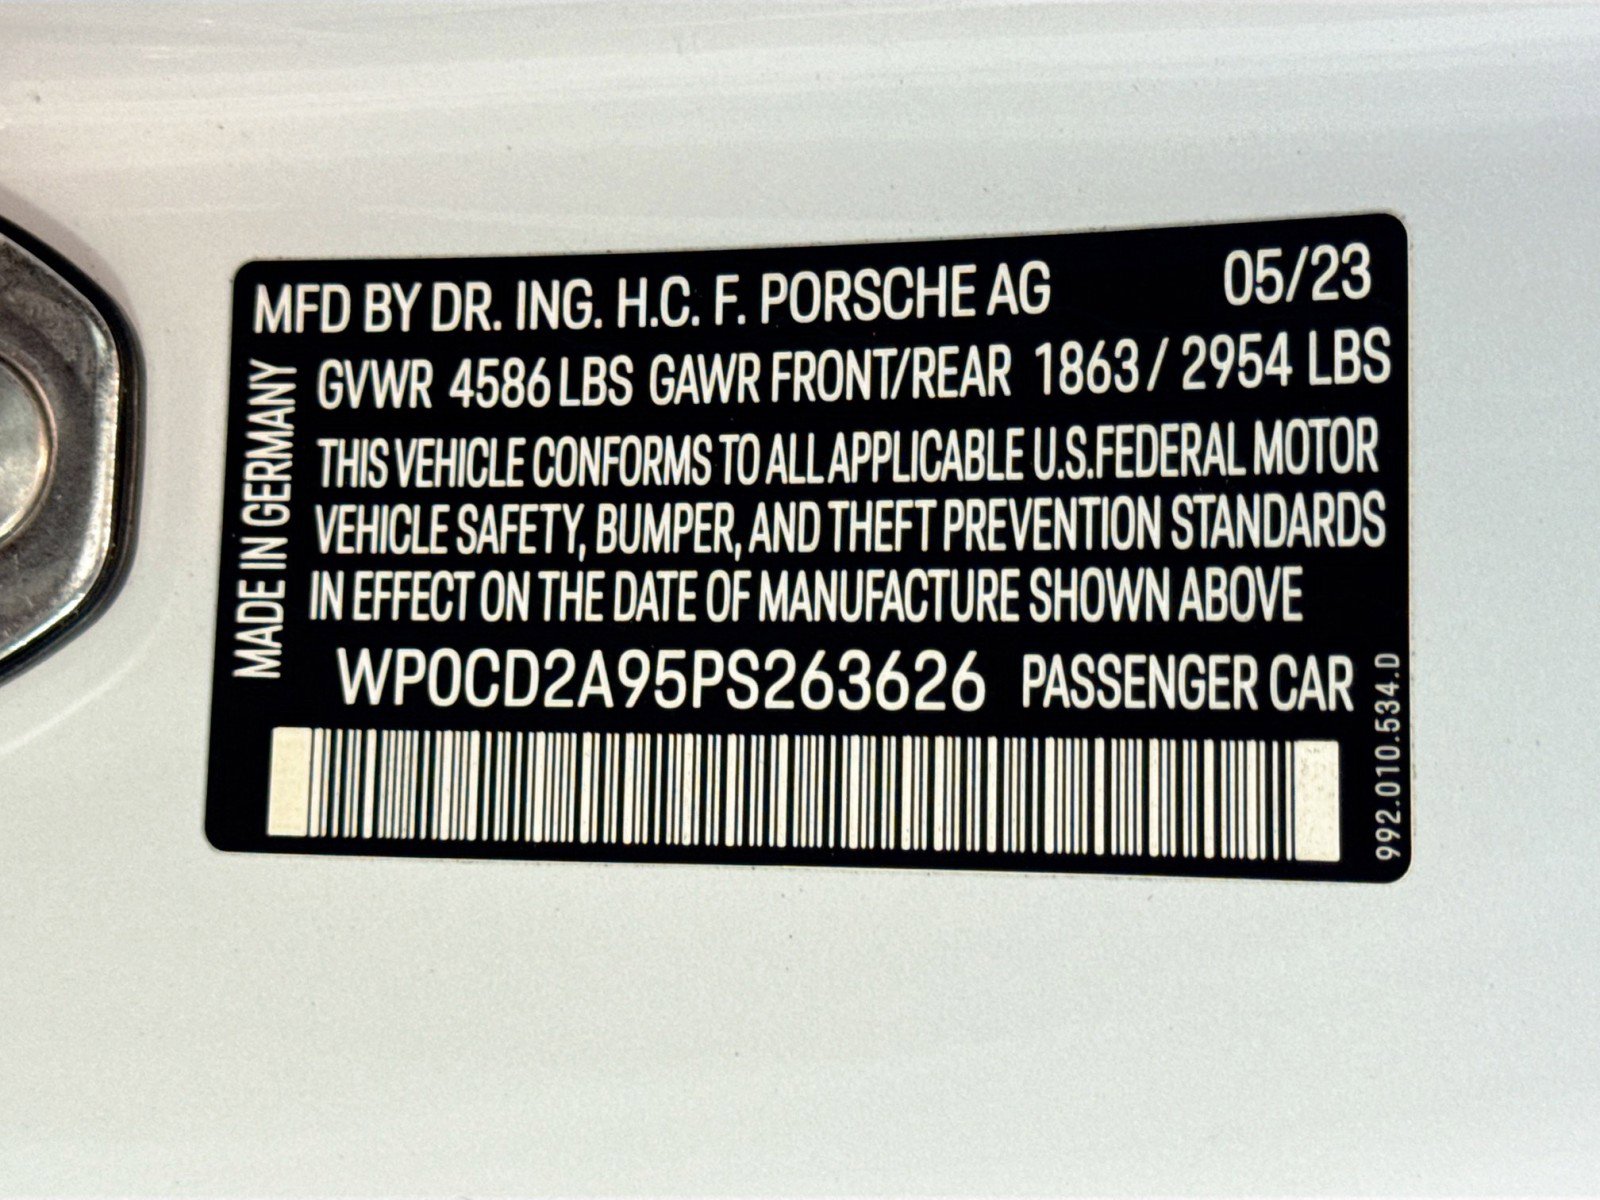 MFD BY DR. ING. H.C. F. PORSCHE AG 05/23
GVWR 4586 LBS GAWR FRONT/REAR 1863 / 2954 LBS
THIS VEHICLE CONFORMS TO ALL APPLICABLE U.S.FEDERAL MOTOR
VEHICLE SAFETY, BUMPER, AND THEFT PREVENTION STANDARDS
IN EFFECT ON THE DATE OF MANUFACTURE SHOWN ABOVE
WP0CD2A95PS263626 PASSENGER CAR
MADE IN GERMANY
992.010.534.D